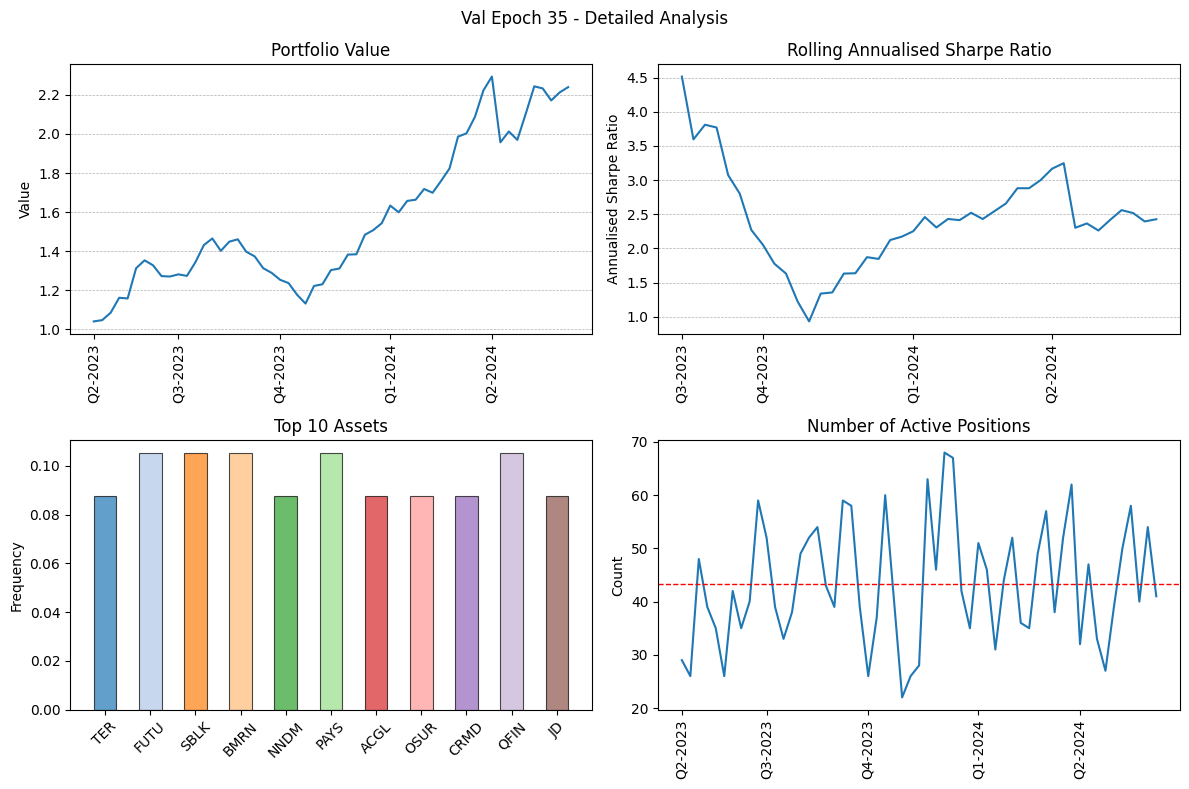 Val Epoch 35 - Detailed Analysis
Portfolio Value
Value
2.2
2.0
1.8
1.6
1.4
1.2
1.0
Q2-2023
Q3-2023
Q4-2023
Q1-2024
Q2-2024
Rolling Annualised Sharpe Ratio
Annualised Sharpe Ratio
4.5
4.0
3.5
3.0
2.5
2.0
1.5
1.0
Q3-2023
Q4-2023
Q1-2024
Q2-2024
Top 10 Assets
Frequency
0.10
0.08
0.06
0.04
0.02
0.00
TER
FUTU
SBLK
BMRN
NNDM
PAYS
ACGL
OSUR
CRMD
QFIN
JD
Number of Active Positions
Count
70
60
50
40
30
20
Q2-2023
Q3-2023
Q4-2023
Q1-2024
Q2-2024